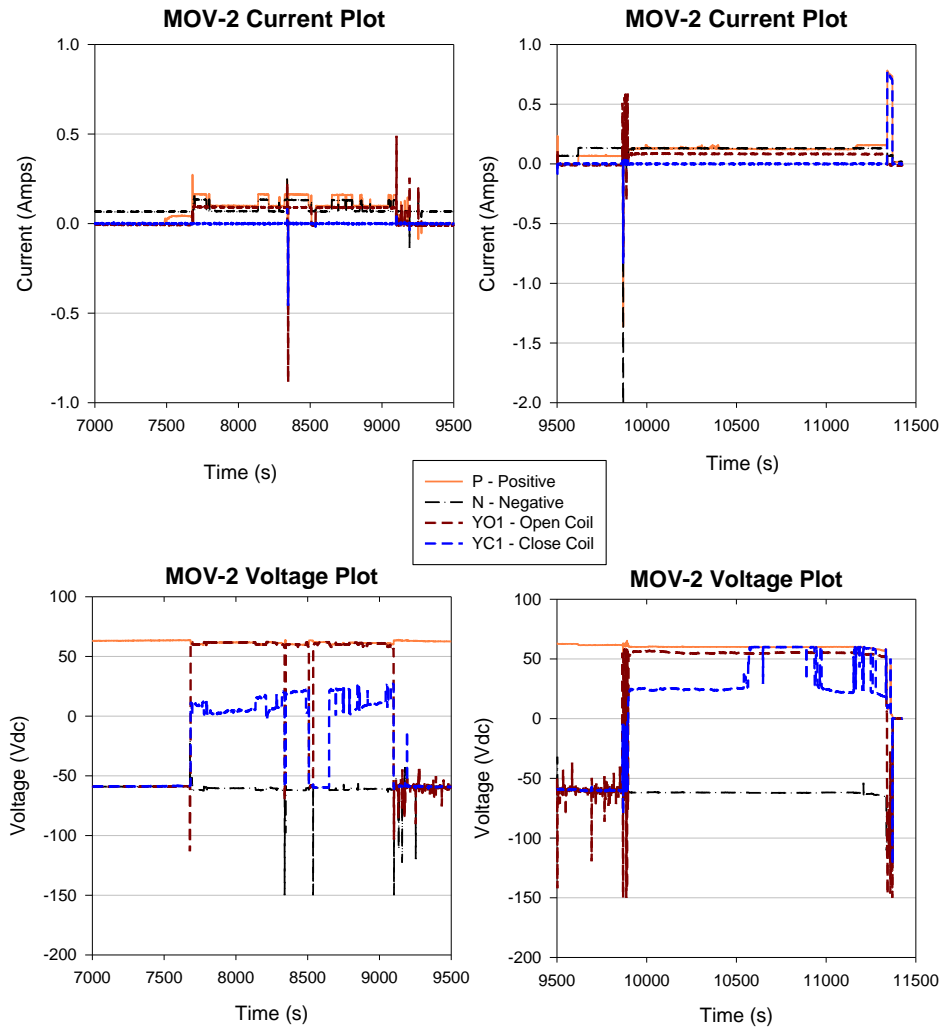 MOV-2 Current Plot
Current (Amps)
1.0
0.5
0.0
-0.5
-1.0
7000 7500 8000 8500 9000 9500
Time (s)
MOV-2 Current Plot
Current (Amps)
1.0
0.5
0.0
-0.5
-1.0
-1.5
-2.0
9500 10000 10500 11000 11500
Time (s)
P - Positive
N - Negative
YO1 - Open Coil
YC1 - Close Coil
MOV-2 Voltage Plot
Voltage (Vdc)
100
50
0
-50
-100
-150
-200
7000 7500 8000 8500 9000 9500
Time (s)
MOV-2 Voltage Plot
Voltage (Vdc)
100
50
0
-50
-100
-150
-200
9500 10000 10500 11000 11500
Time (s)